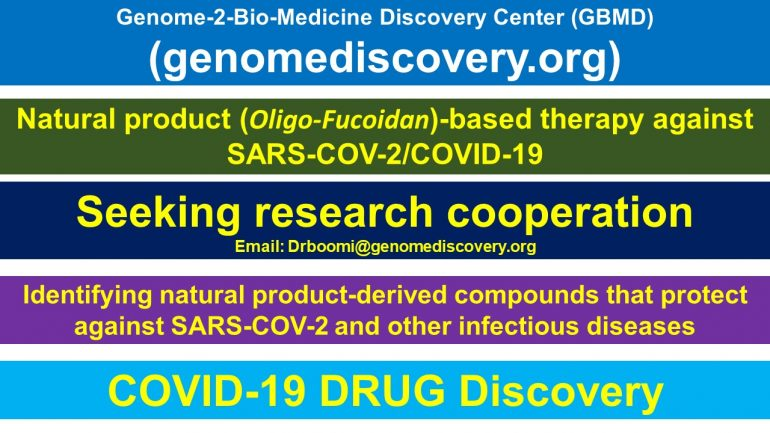 Genome-2-Bio-Medicine Discovery Center (GBMD)
(genomediscovery.org)
Natural product (Oligo-Fucoidan)-based therapy against
SARS-COV-2/COVID-19
Seeking research cooperation
Email: Drboomi@genomediscovery.org
Identifying natural product-derived compounds that protect
against SARS-COV-2 and other infectious diseases
COVID-19 DRUG Discovery